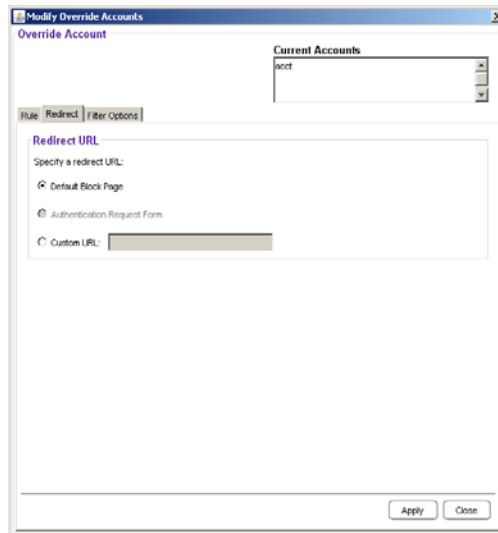 Modify Override Accounts
Override Account
Current Accounts
acct
Rule Redirect Filter Options
Redirect URL
Specify a redirect URL:
Default Block Page
Authentication Request Form
Custom URL:
Apply Close